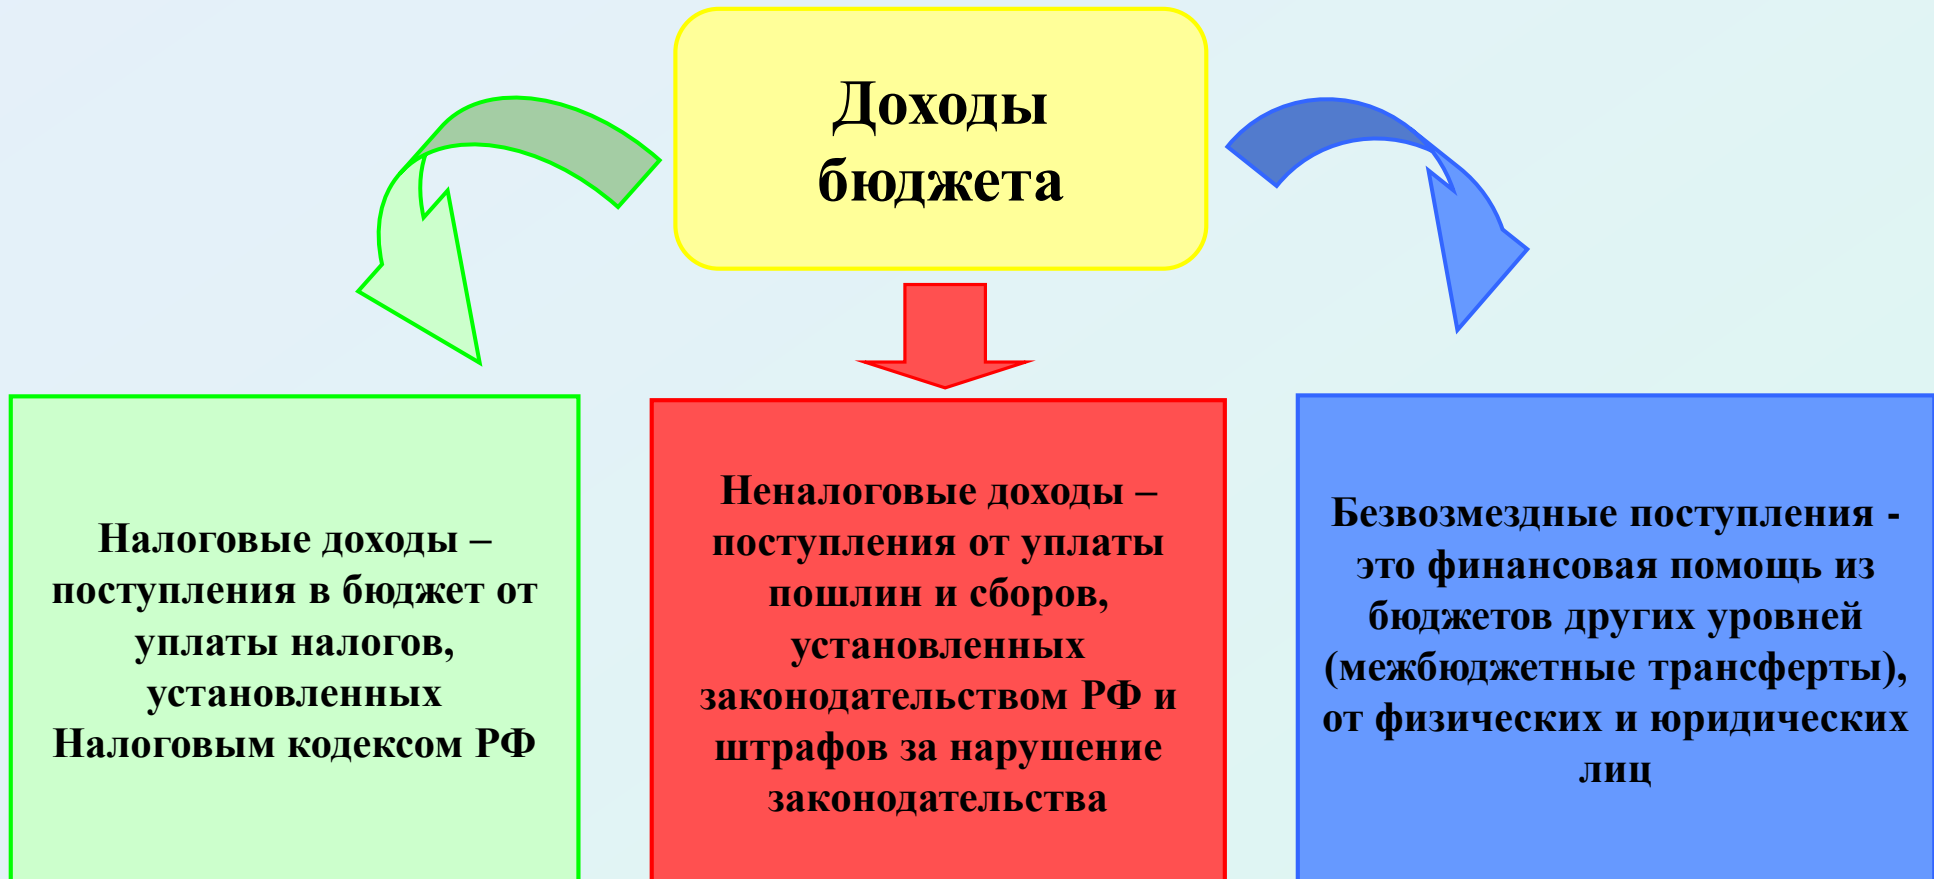 Доходы
бюджета
Налоговые доходы –
поступления в бюджет от
уплаты налогов,
установленных
Налоговым кодексом РФ
Неналоговые доходы –
поступления от уплаты
пошлин и сборов,
установленных
законодательством РФ и
штрафов за нарушение
законодательства
Безвозмездные поступления -
это финансовая помощь из
бюджетов других уровней
(межбюджетные трансферты),
от физических и юридических
лиц